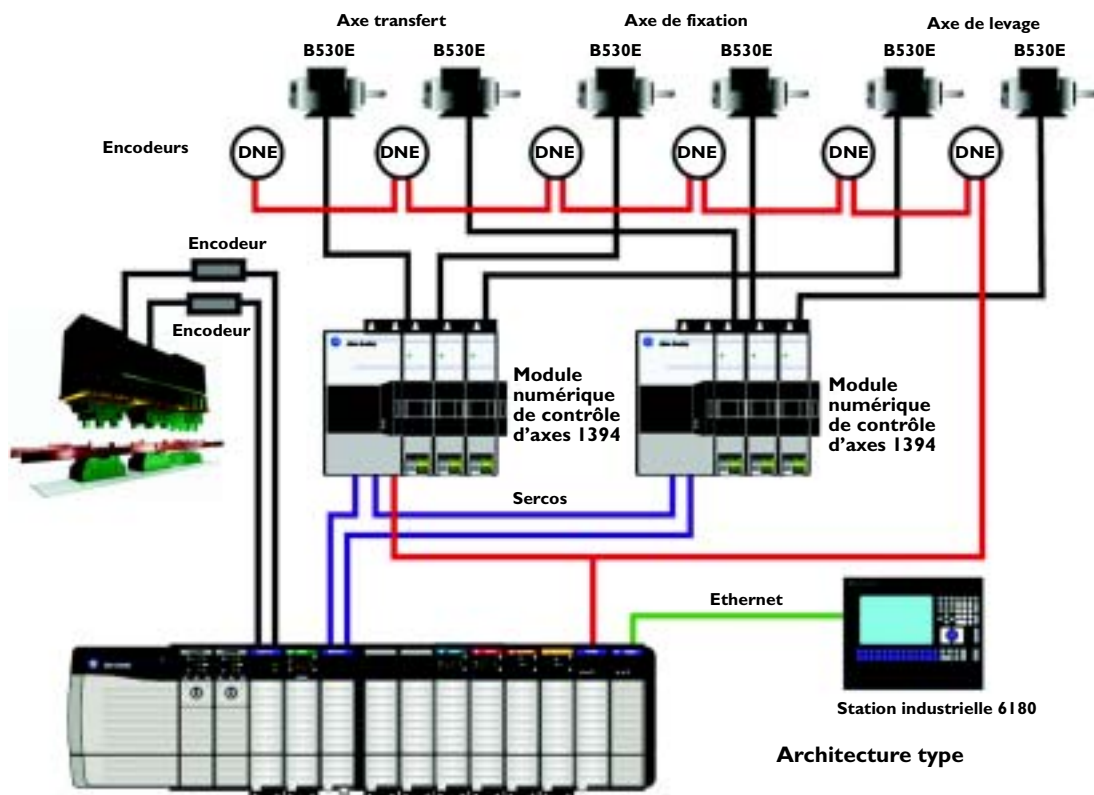 Axe transfert
Axe de fixation
Axe de levage
B530E
B530E
B530E
B530E
B530E
B530E
Encodeurs
DNE
DNE
DNE
DNE
DNE
DNE
Encodeur
Encodeur
Module
numérique
de contrôle
d’axes 1394
Module
numérique
de contrôle
d’axes 1394
Sercos
Ethernet
Station industrielle 6180
Architecture type